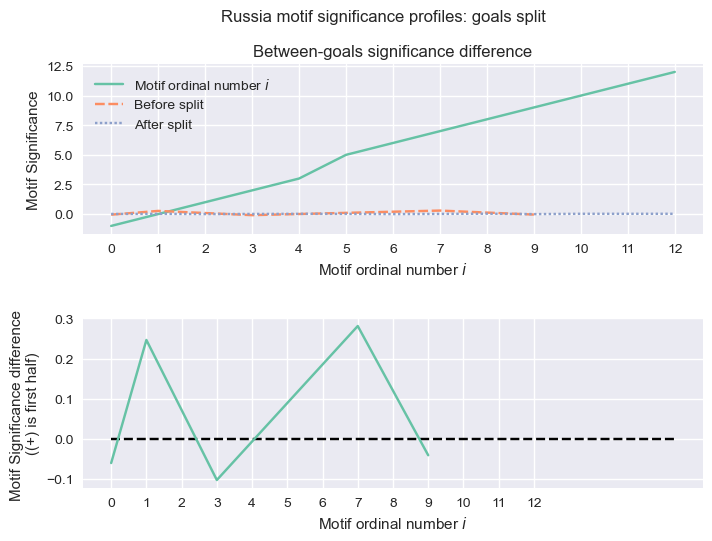 Russia motif significance profiles: goals split
Between-goals significance difference
Motif Significance
12.5
10.0
7.5
5.0
2.5
0.0
Motif ordinal number i
Before split
After split
0 1 2 3 4 5 6 7 8 9 10 11 12
Motif ordinal number i
Motif Significance difference
((+) is first half)
0.3
0.2
0.1
0.0
−0.1
0 1 2 3 4 5 6 7 8 9 10 11 12
Motif ordinal number i